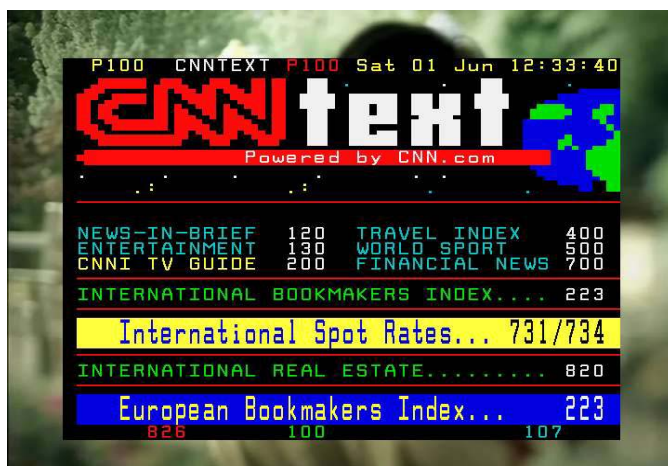 P100 CNNTEXT P100 Sat 01 Jun 12:33:40
CNN text
Powered by CNN.com
NEWS-IN-BRIEF 120 TRAVEL INDEX 400
ENTERTAINMENT 130 WORLD SPORT 500
CNNI TV GUIDE 200 FINANCIAL NEWS 700
INTERNATIONAL BOOKMAKERS INDEX.... 223
International Spot Rates... 731/734
INTERNATIONAL REAL ESTATE......... 820
European Bookmakers Index... 223
826 100 107